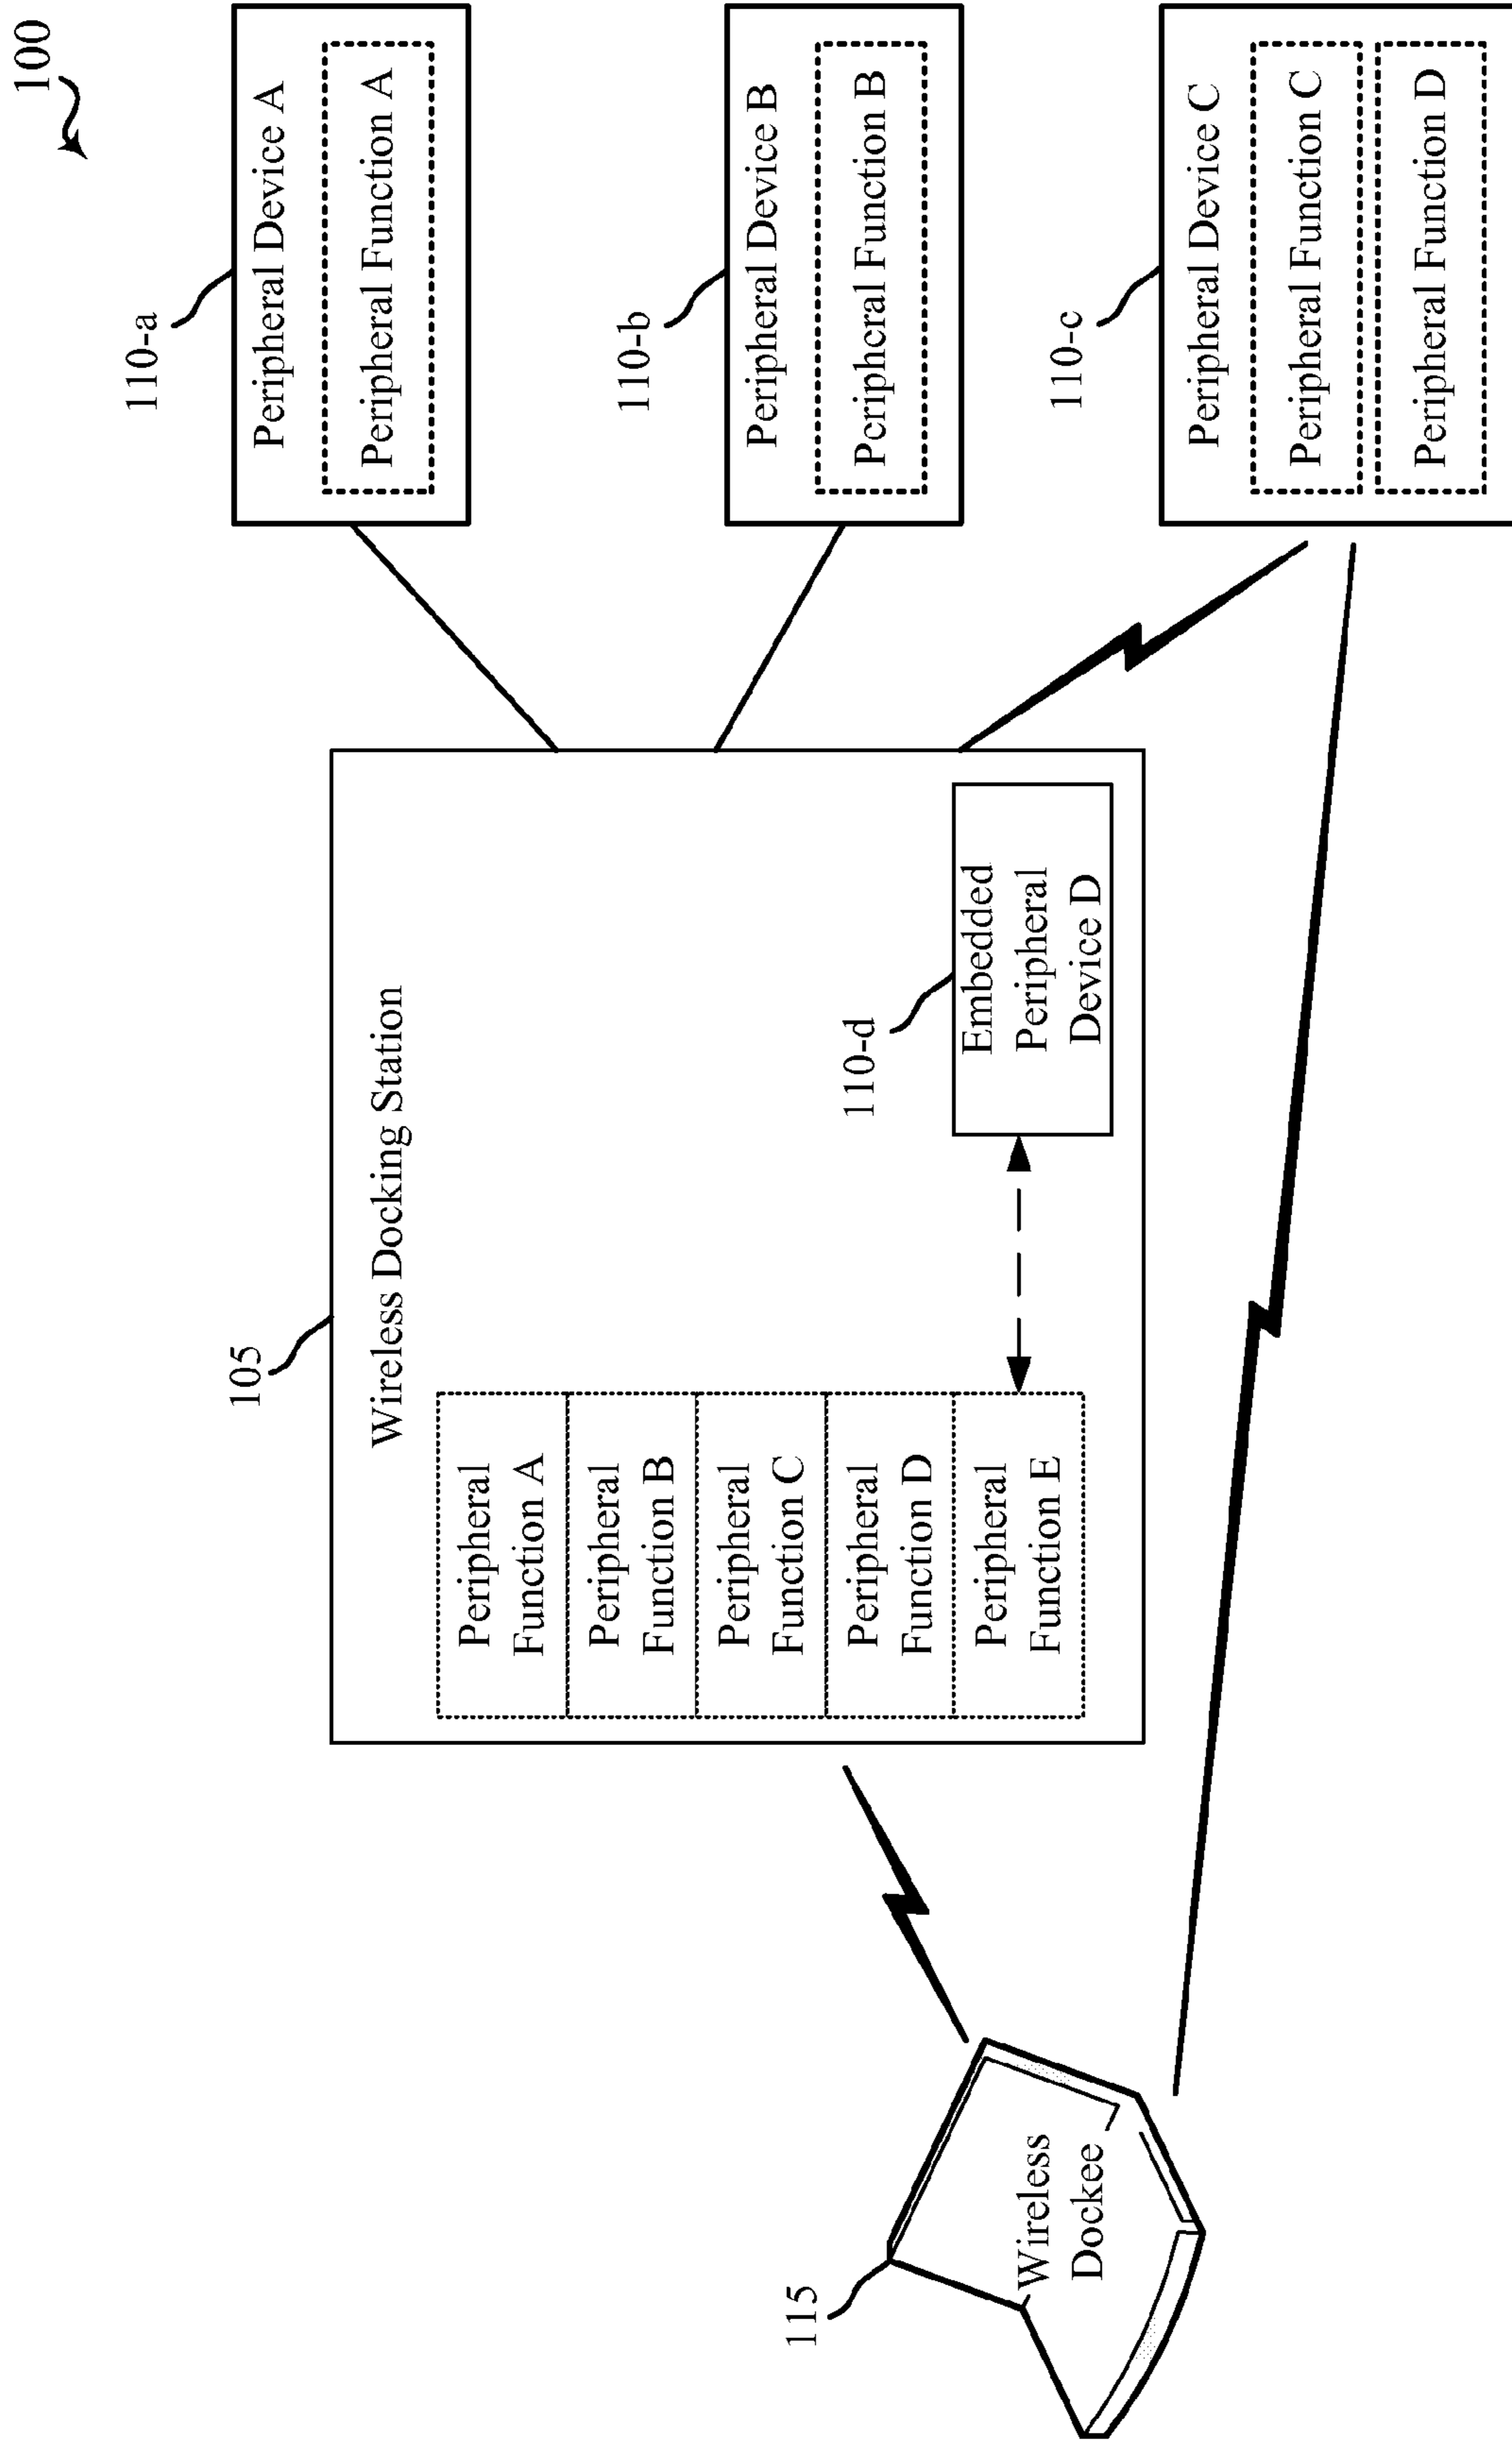 100
105
Wireless Docking Station
Peripheral
Function A
Peripheral
Function B
Peripheral
Function C
Peripheral
Function D
Peripheral
Function E
110-d
Embedded
Peripheral
Device D
110-a
Peripheral Device A
Peripheral Function A
110-b
Peripheral Device B
Peripheral Function B
110-c
Peripheral Device C
Peripheral Function C
Peripheral Function D
115
Wireless
Dockee